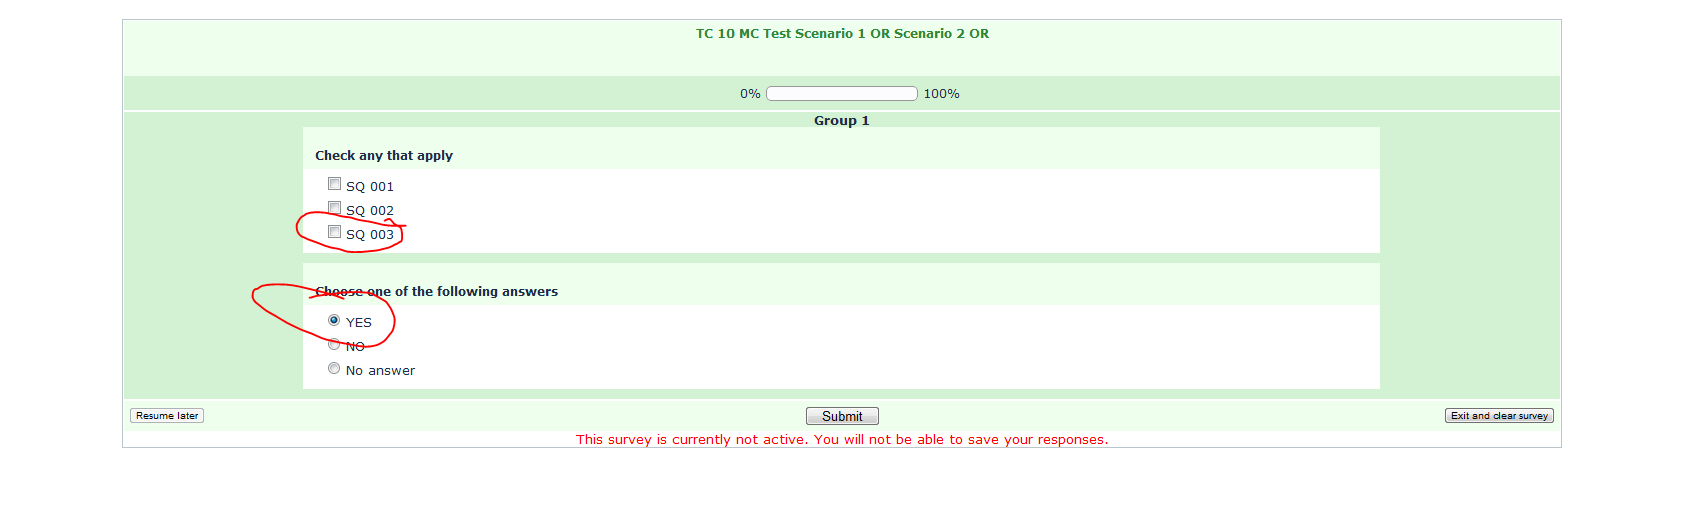 TC 10 MC Test Scenario 1 OR Scenario 2 OR
0% 100%
Group 1
Check any that apply
SQ 001
SQ 002
SQ 003
Choose one of the following answers
YES
NO
No answer
Resume later Submit Exit and clear survey
This survey is currently not active. You will not be able to save your responses.